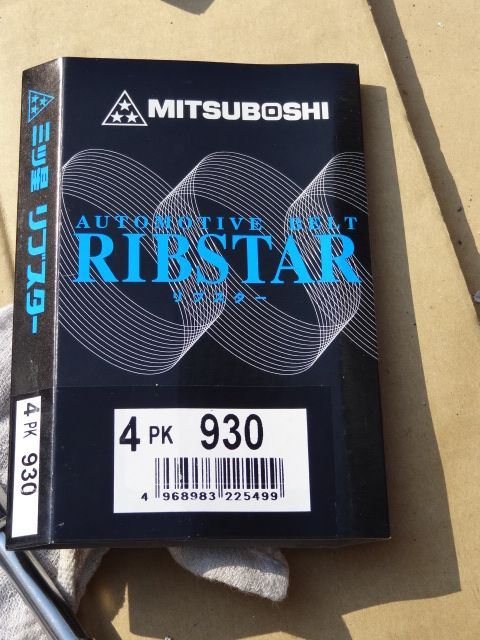 MITSUBOSHI
AUTOMOTIVE BELT
RIBSTAR
リブスター
4 PK 930
4 968983 225499
三ツ星 リブスター
4 PK 930